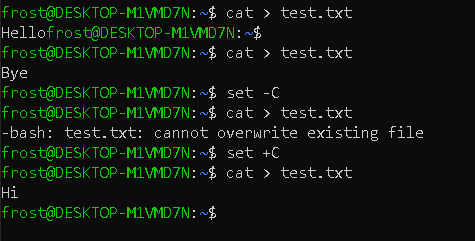 frost@DESKTOP-M1VMD7N:~$ cat > test.txt
Hellofrost@DESKTOP-M1VMD7N:~$
frost@DESKTOP-M1VMD7N:~$ cat > test.txt
Bye
frost@DESKTOP-M1VMD7N:~$ set -C
frost@DESKTOP-M1VMD7N:~$ cat > test.txt
-bash: test.txt: cannot overwrite existing file
frost@DESKTOP-M1VMD7N:~$ set +C
frost@DESKTOP-M1VMD7N:~$ cat > test.txt
Hi
frost@DESKTOP-M1VMD7N:~$